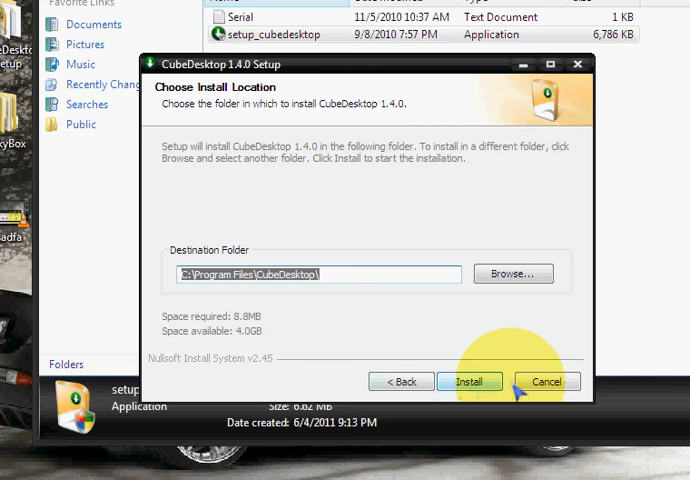 Favorite Links
Documents
Pictures
Music
Recently Chang
Searches
Public
Folders
Serial 11/5/2010 10:37 AM Text Document 1 KB
setup_cubedesktop 9/8/2010 7:57 PM Application 6,786 KB
CubeDesktop 1.4.0 Setup
Choose Install Location
Choose the folder in which to install CubeDesktop 1.4.0.
Setup will install CubeDesktop 1.4.0 in the following folder. To install in a different folder, click
Browse and select another folder. Click Install to start the installation.
Destination Folder
C:\Program Files\CubeDesktop\
Browse...
Space required: 8.8MB
Space available: 4.0GB
Nullsoft Install System v2.45
< Back
Install
Cancel
setup
Application
Size: 6.62 MB
Date created: 6/4/2011 9:13 PM